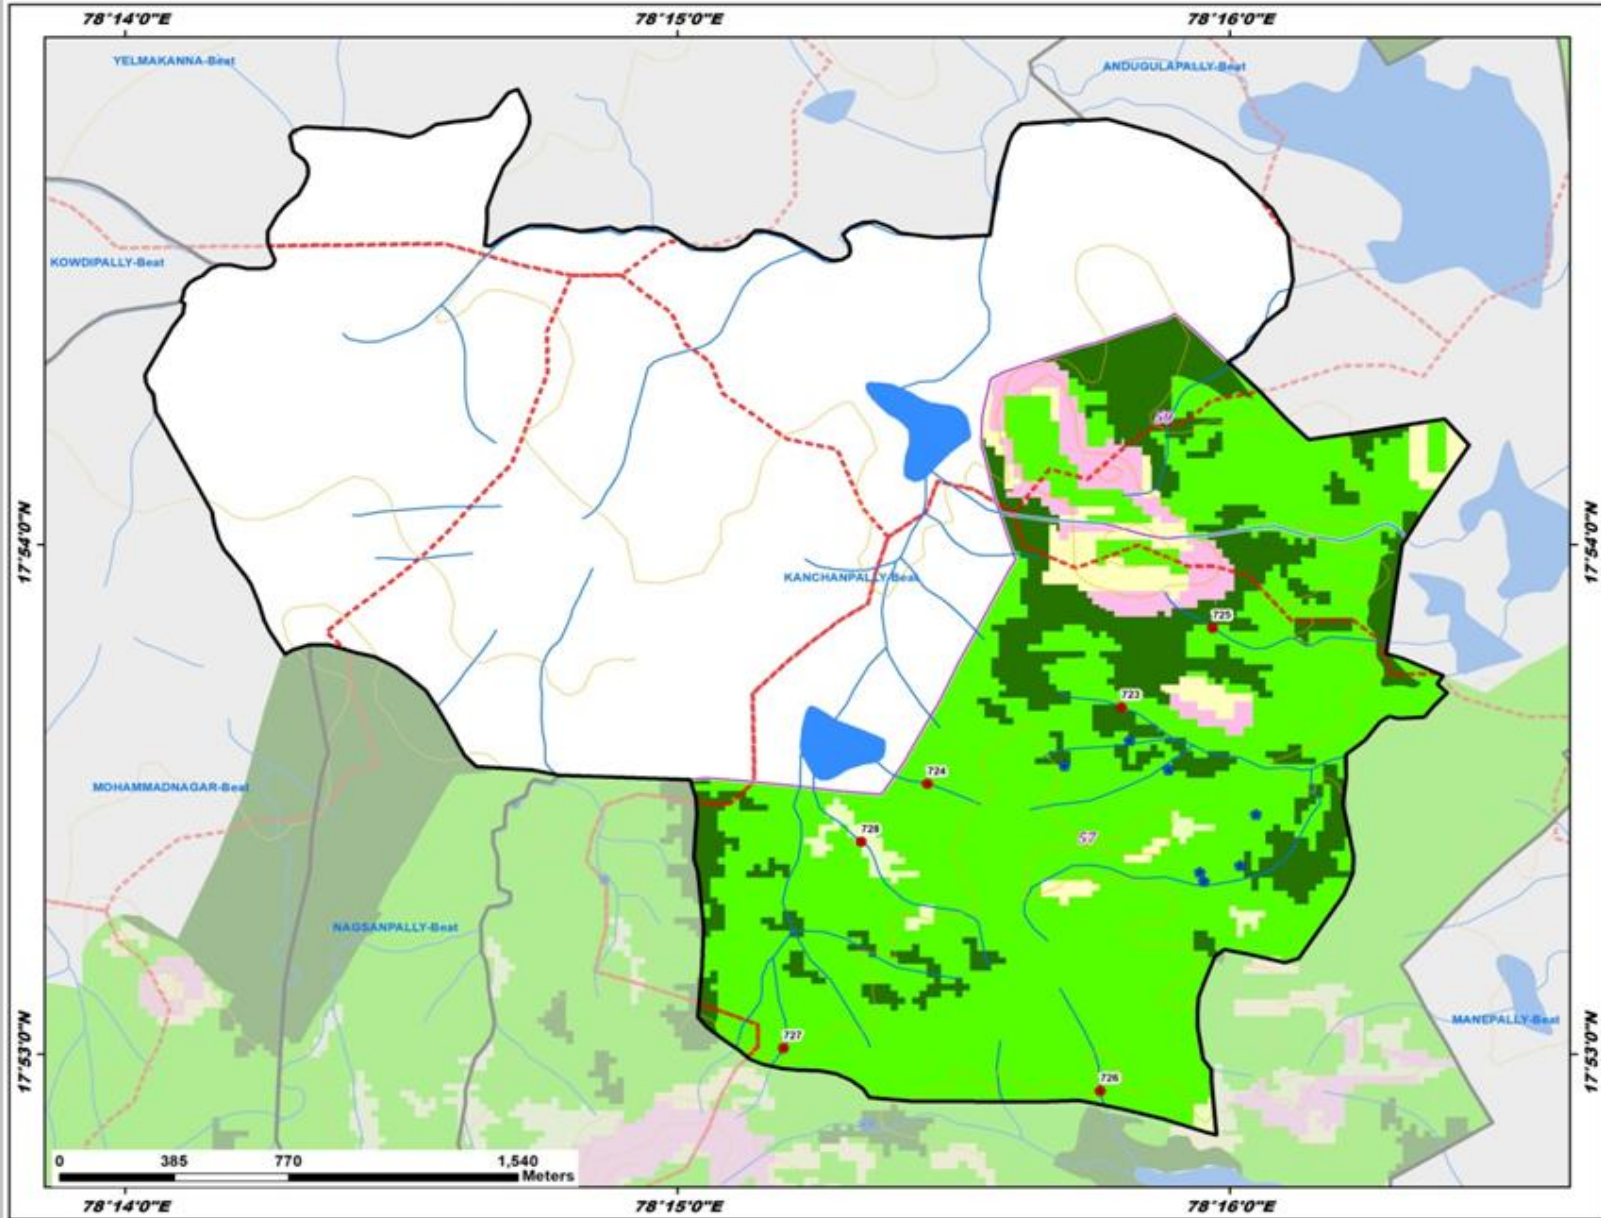 78°14'0"E 78°15'0"E 78°16'0"E
YELMAKANNA-Beat
ANDUGULAPALLY-Beat
KOWDIPALLY-Beat
17°54'0"N
17°54'0"N
KANCHANPALLY-Beat
725
723
724
MOHAMMADNAGAR-Beat
728
57
NAGSANPALLY-Beat
MANEPALLY-Beat
727
17°53'0"N
17°53'0"N
726
0 385 770 1,540
Meters
78°14'0"E 78°15'0"E 78°16'0"E